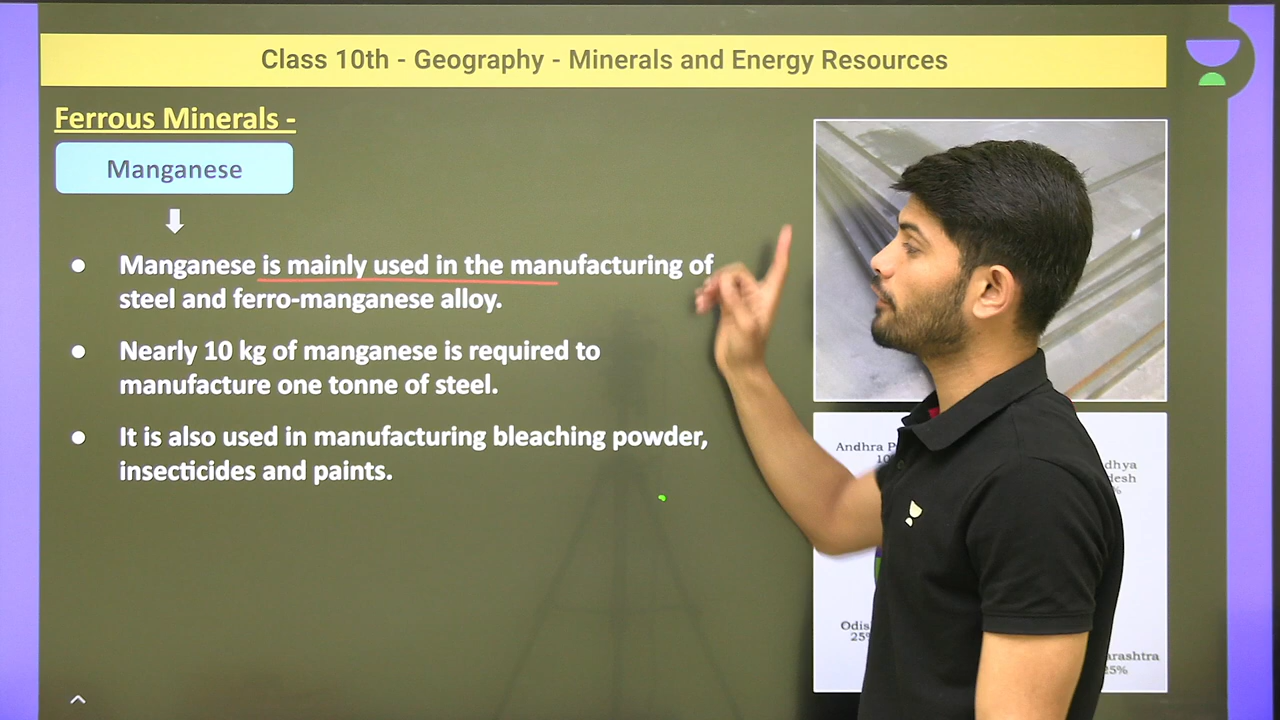 Class 10th - Geography - Minerals and Energy Resources
Ferrous Minerals -
Manganese
Manganese is mainly used in the manufacturing of
steel and ferro-manganese alloy.
Nearly 10 kg of manganese is required to
manufacture one tonne of steel.
It is also used in manufacturing bleaching powder,
insecticides and paints.
Andhra